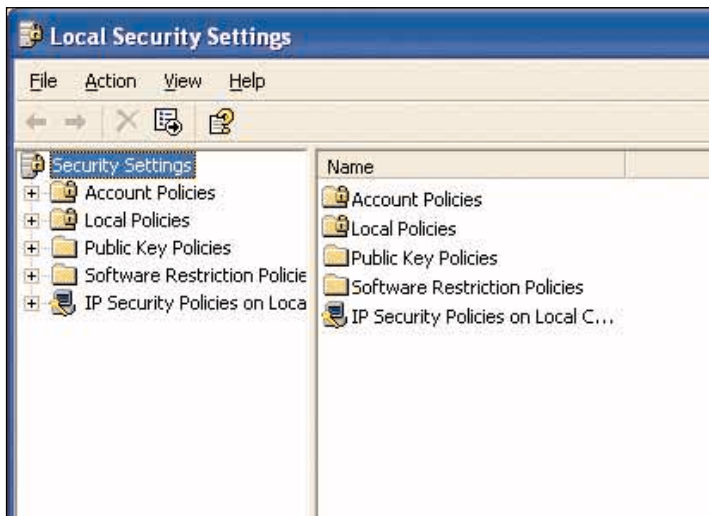 Local Security Settings
File Action View Help
Security Settings
Account Policies
Local Policies
Public Key Policies
Software Restriction Policie
IP Security Policies on Loca
Name
Account Policies
Local Policies
Public Key Policies
Software Restriction Policies
IP Security Policies on Local C...